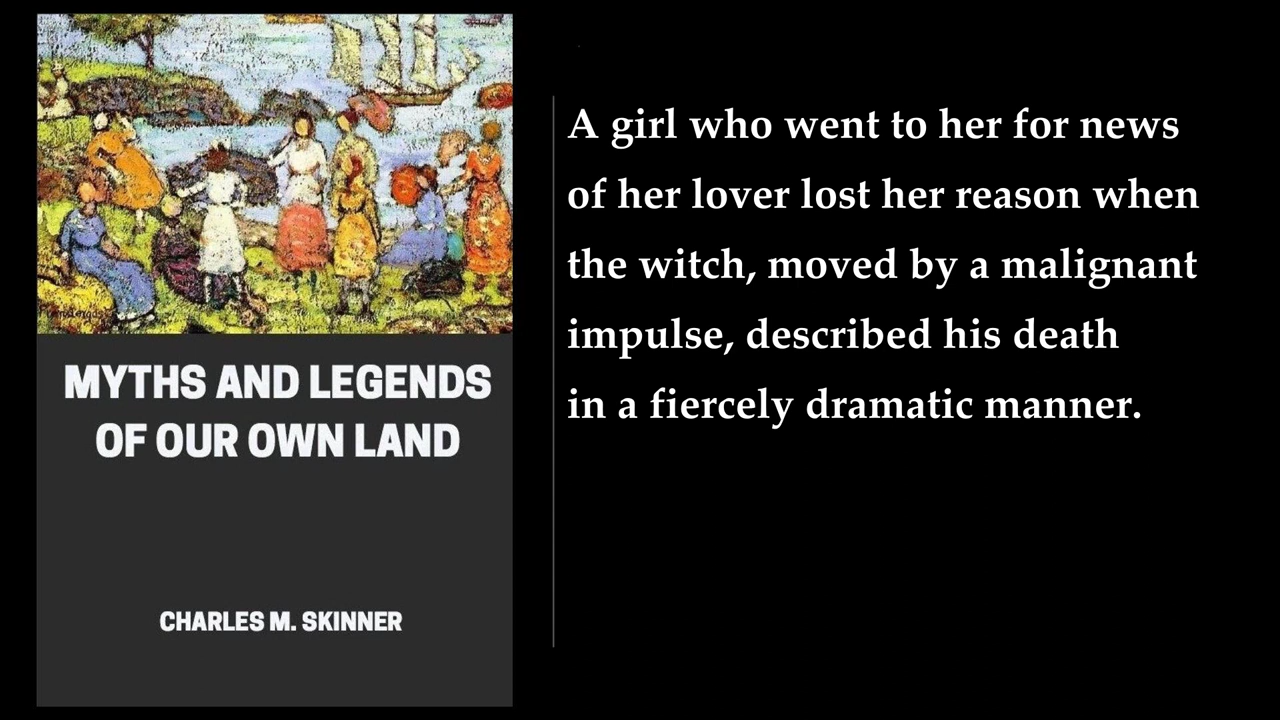 MYTHS AND LEGENDS
OF OUR OWN LAND
CHARLES M. SKINNER
A girl who went to her for news
of her lover lost her reason when
the witch, moved by a malignant
impulse, described his death
in a fiercely dramatic manner.